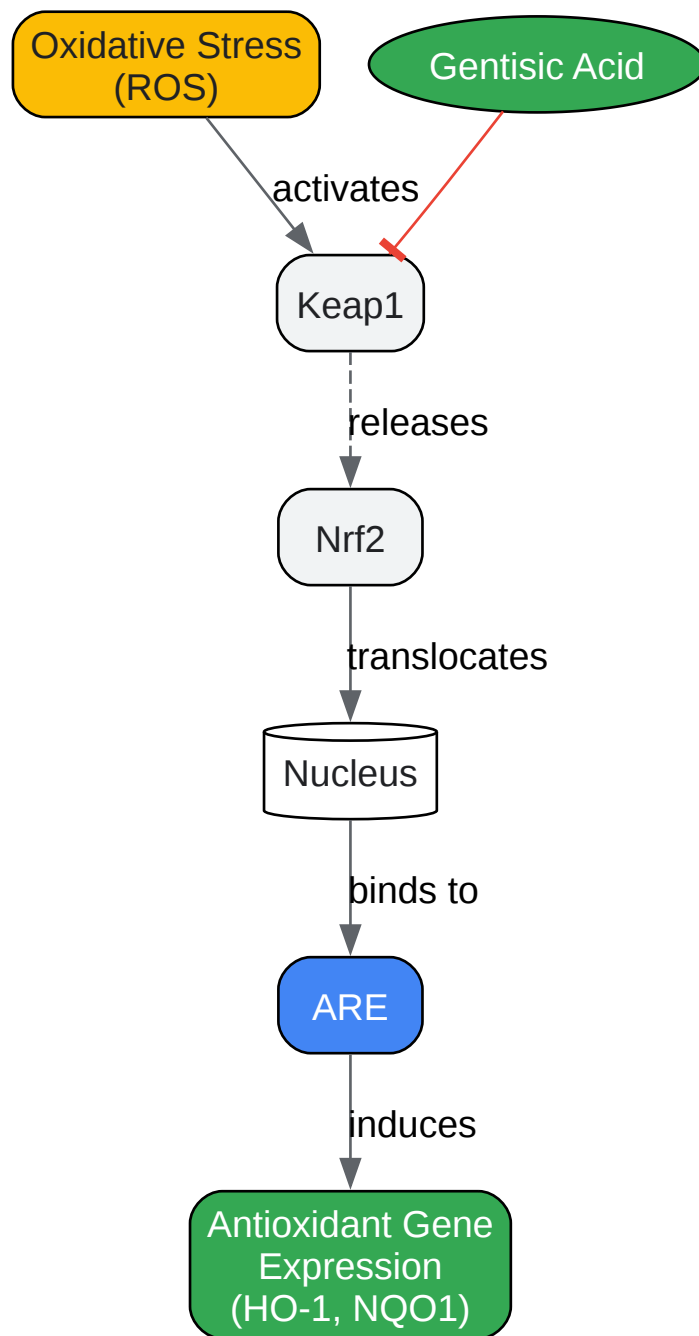 Oxidative Stress
(ROS)
Gentisic Acid
activates
Keap1
releases
Nrf2
translocates
Nucleus
binds to
ARE
induces
Antioxidant Gene
Expression
(HO-1, NQO1)